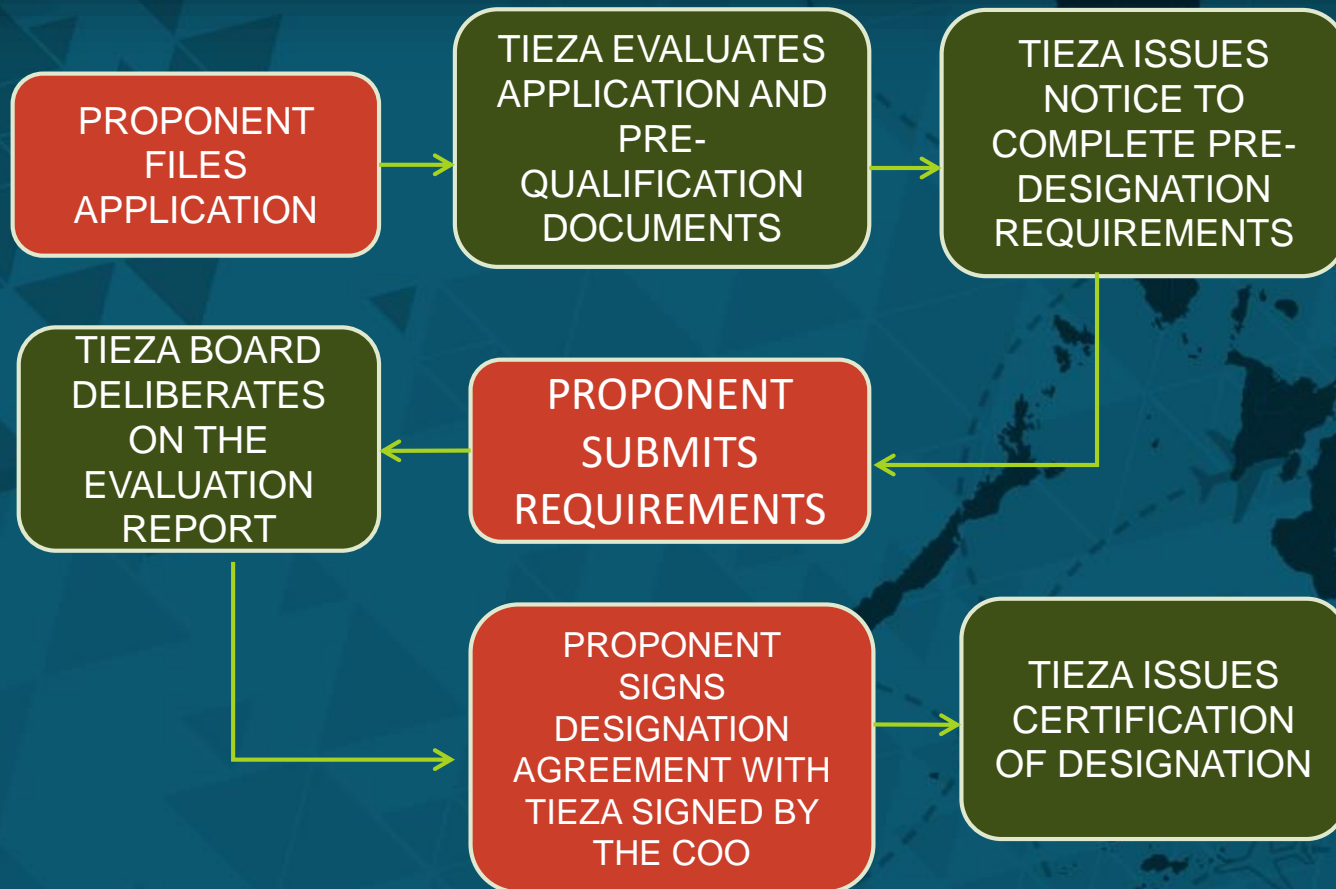 PROPONENT
FILES
APPLICATION
TIEZA EVALUATES
APPLICATION AND
PRE-
QUALIFICATION
DOCUMENTS
TIEZA ISSUES
NOTICE TO
COMPLETE PRE-
DESIGNATION
REQUIREMENTS
PROPONENT
SUBMITS
REQUIREMENTS
TIEZA BOARD
DELIBERATES
ON THE
EVALUATION
REPORT
PROPONENT
SIGNS
DESIGNATION
AGREEMENT WITH
TIEZA SIGNED BY
THE COO
TIEZA ISSUES
CERTIFICATION
OF DESIGNATION